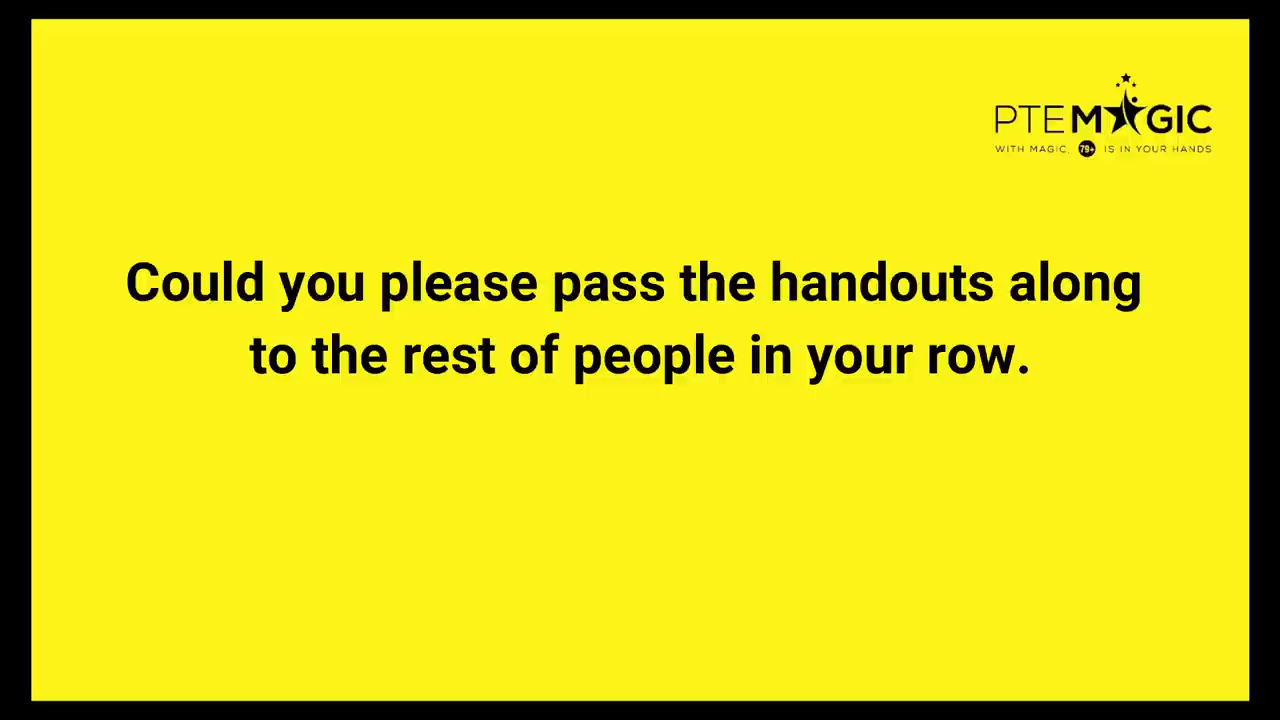 PTEMAGIC
WITH MAGIC, 79+ IS IN YOUR HANDS
Could you please pass the handouts along
to the rest of people in your row.